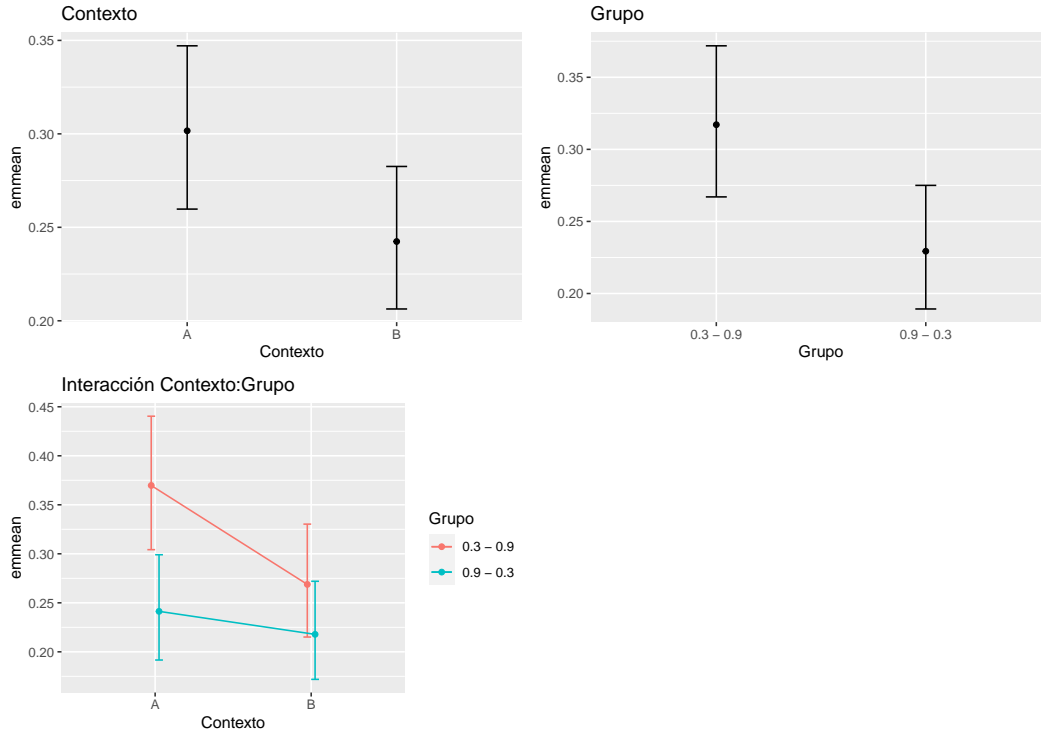 Contexto
0.35
0.30
0.25
0.20
emmean
A
B
Contexto
Grupo
0.35
0.30
0.25
0.20
emmean
0.3 − 0.9
0.9 − 0.3
Grupo
Interacción Contexto:Grupo
0.45
0.40
0.35
0.30
0.25
0.20
emmean
A
B
Contexto
Grupo
0.3 − 0.9
0.9 − 0.3